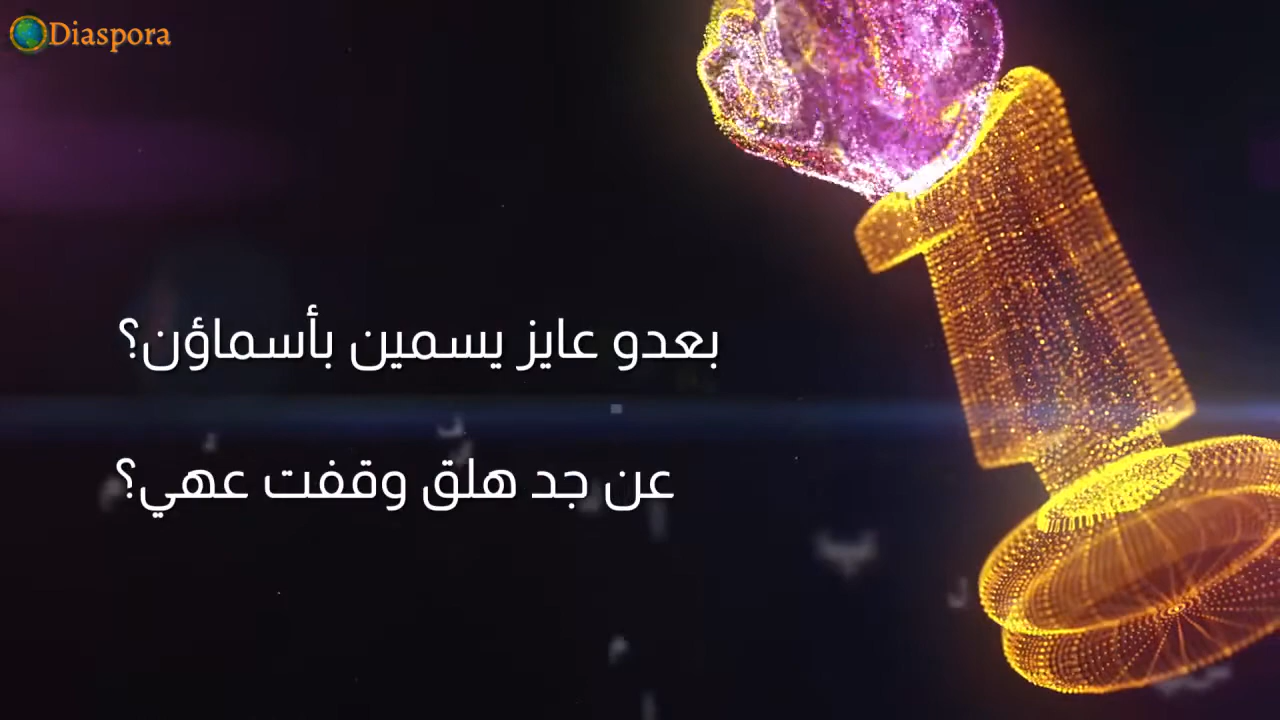 Diaspora
بعدو عايز يسمين بأسماؤن؟
عن جد هلق وقفت عهي؟